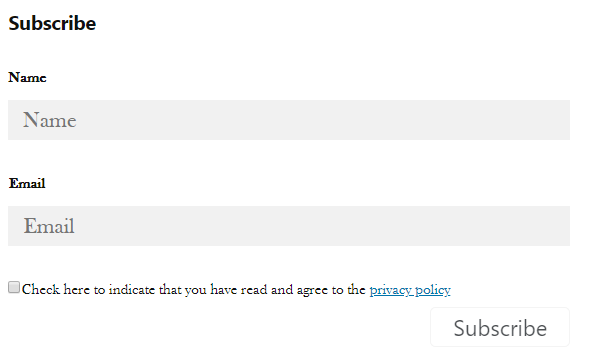 Subscribe
Name
Name
Email
Email
Check here to indicate that you have read and agree to the privacy policy
Subscribe